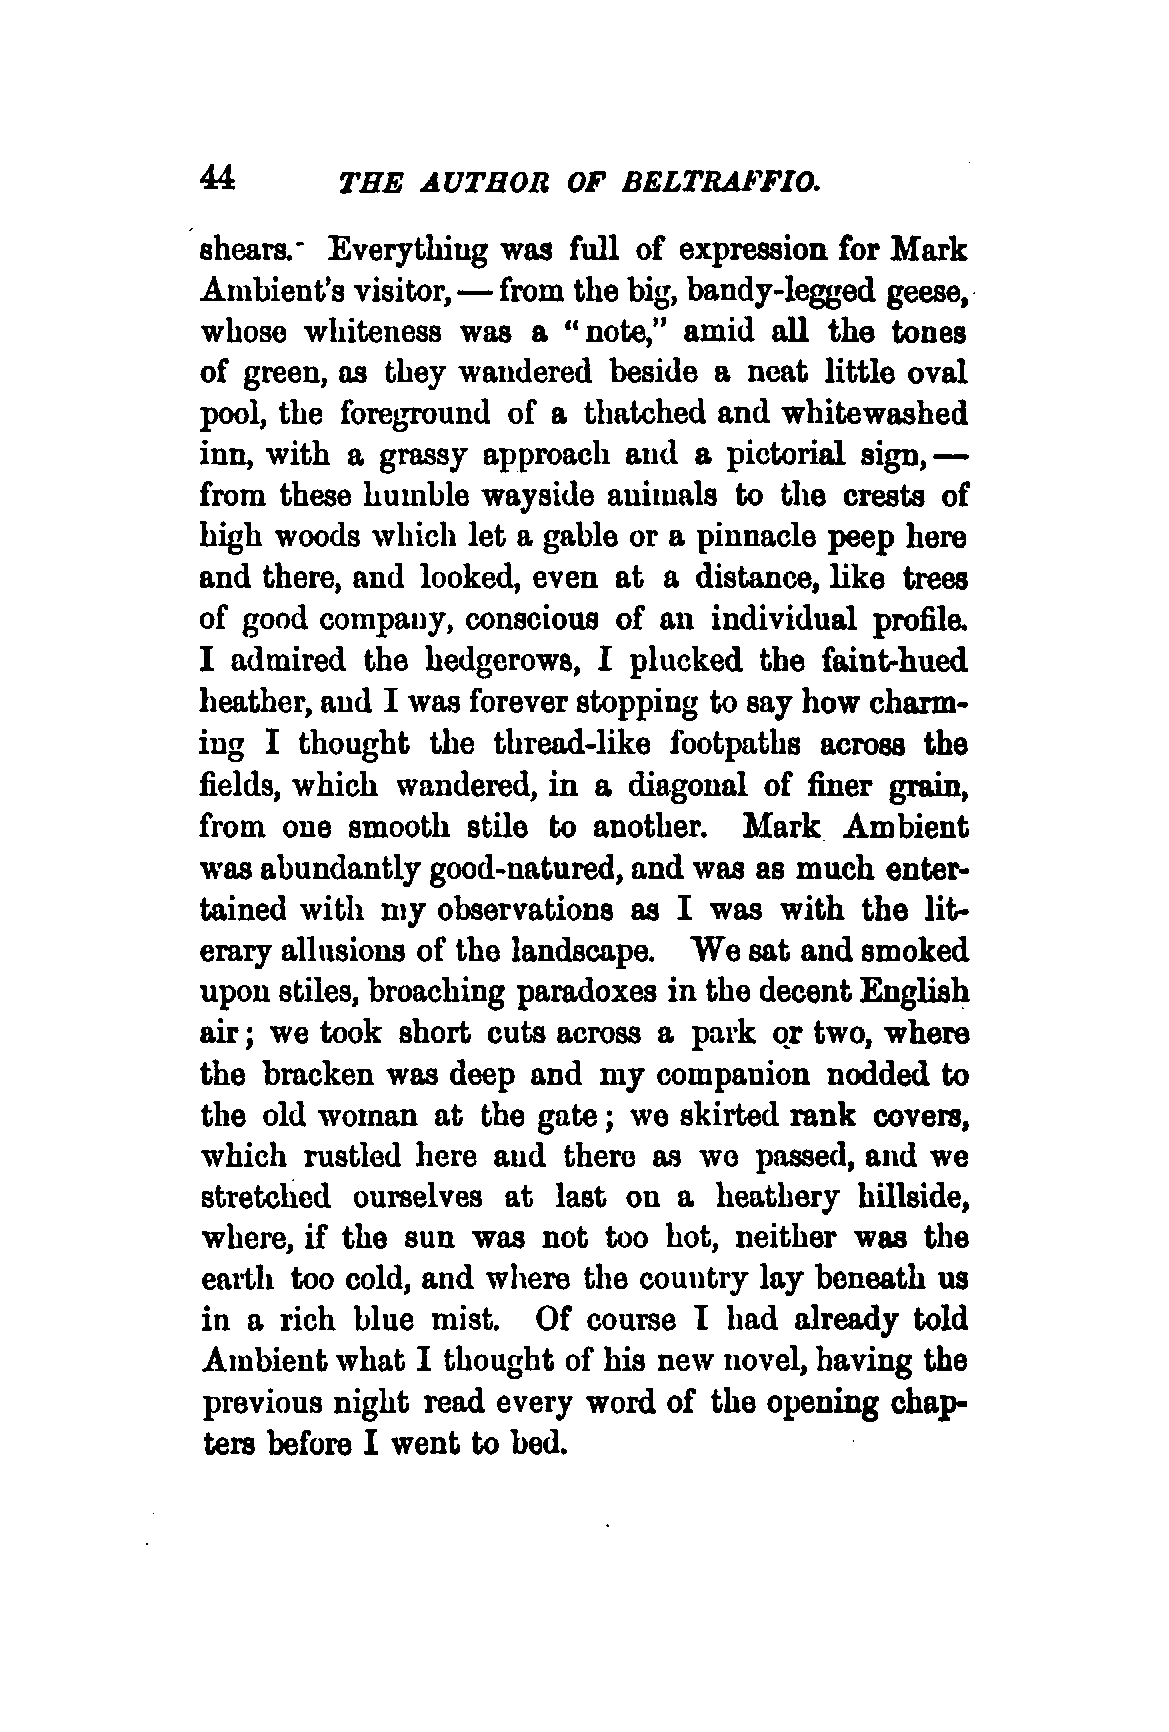 44 THE AUTHOR OF BELTRAFFIO.
shears. Everything was full of expression for Mark
Ambient's visitor, — from the big, bandy-legged geese,
whose whiteness was a “note,” amid all the tones
of green, as they wandered beside a neat little oval
pool, the foreground of a thatched and whitewashed
inn, with a grassy approach and a pictorial sign, —
from these humble wayside animals to the crests of
high woods which let a gable or a pinnacle peep here
and there, and looked, even at a distance, like trees
of good company, conscious of an individual profile.
I admired the hedgerows, I plucked the faint-hued
heather, and I was forever stopping to say how charm-
ing I thought the thread-like footpaths across the
fields, which wandered, in a diagonal of finer grain,
from one smooth stile to another. Mark Ambient
was abundantly good-natured, and was as much enter-
tained with my observations as I was with the lit-
erary allusions of the landscape. We sat and smoked
upon stiles, broaching paradoxes in the decent English
air; we took short cuts across a park or two, where
the bracken was deep and my companion nodded to
the old woman at the gate; we skirted rank covers,
which rustled here and there as we passed, and we
stretched ourselves at last on a heathery hillside,
where, if the sun was not too hot, neither was the
earth too cold, and where the country lay beneath us
in a rich blue mist. Of course I had already told
Ambient what I thought of his new novel, having the
previous night read every word of the opening chap-
ters before I went to bed.